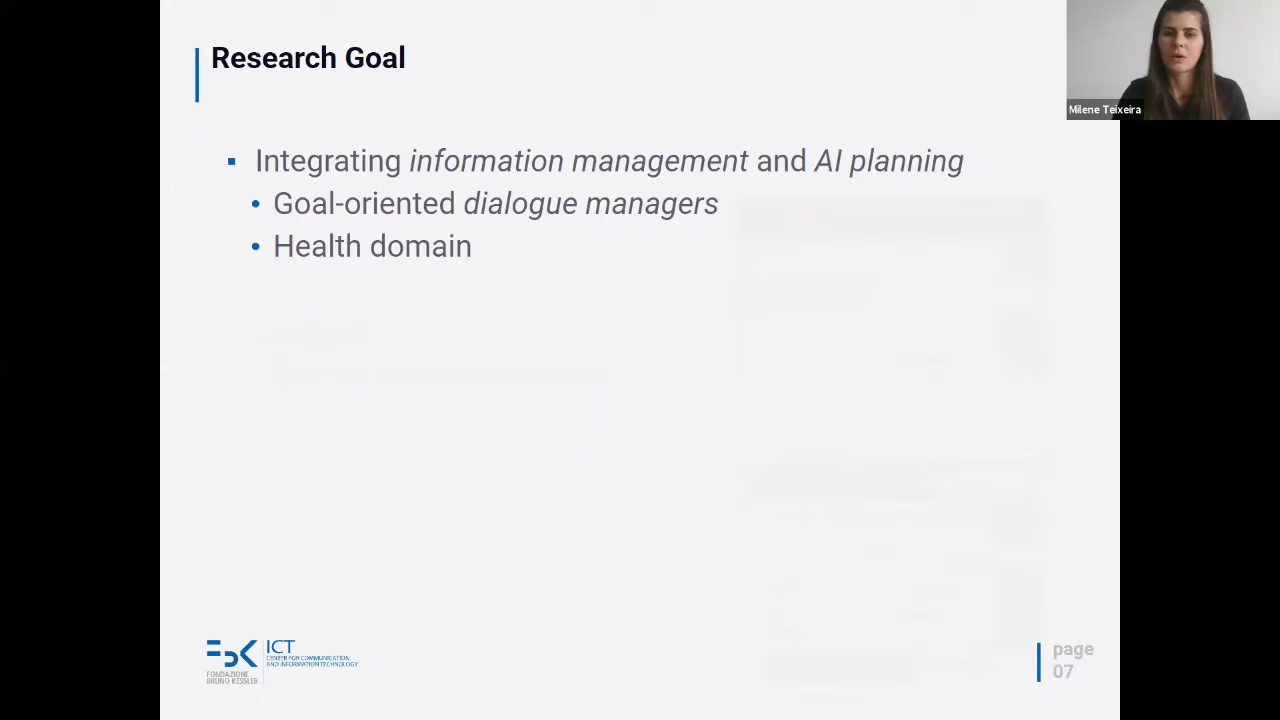 Research Goal
Milene Teixeira
Integrating information management and AI planning
Goal-oriented dialogue managers
Health domain
FBK
ICT
CENTER FOR COMMUNICATION
AND INFORMATION TECHNOLOGY
FONDAZIONE
BRUNO KESSLER
page
07